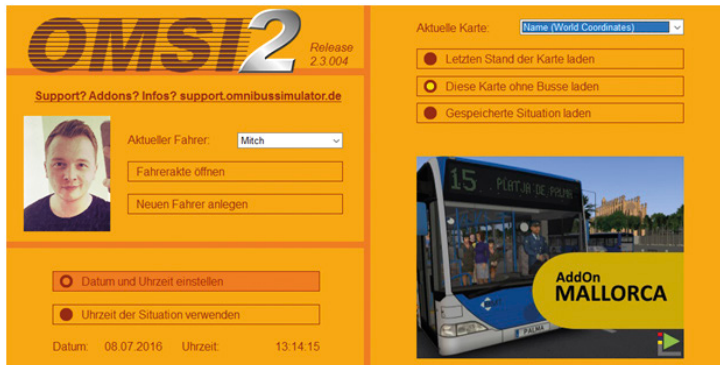 OMSI 2
Release
2.3.004
Support? Addons? Infos? support.omnibussimulator.de
Aktueller Fahrer:
Mitch
Fahrerakte öffnen
Neuen Fahrer anlegen
Datum und Uhrzeit einstellen
Uhrzeit der Situation verwenden
Datum: 08.07.2016 Uhrzeit: 13:14:15
Aktuelle Karte:
Name (World Coordinates)
Letzten Stand der Karte laden
Diese Karte ohne Busse laden
Gespeicherte Situation laden
15 PLATJA DE PALMA
AddOn
MALLORCA
PALMA